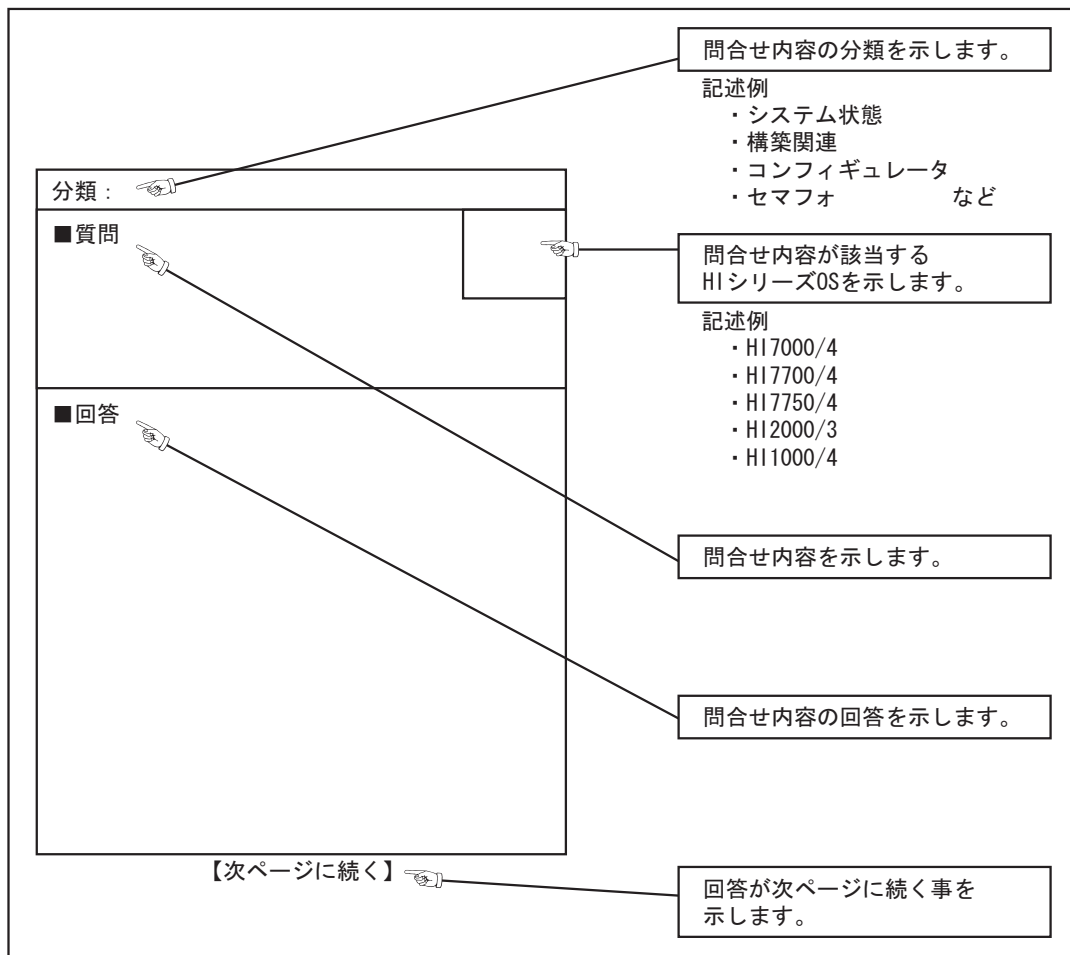 問合せ内容の分類を示します。
記述例
・システム状態
・構築関連
・コンフィギュレータ
・セマフォ など
分類：
■質問
問合せ内容が該当する
HIシリーズOSを示します。
記述例
・HI7000/4
・HI7700/4
・HI7750/4
・HI2000/3
・HI1000/4
■回答
問合せ内容を示します。
問合せ内容の回答を示します。
【次ページに続く】
回答が次ページに続く事を
示します。